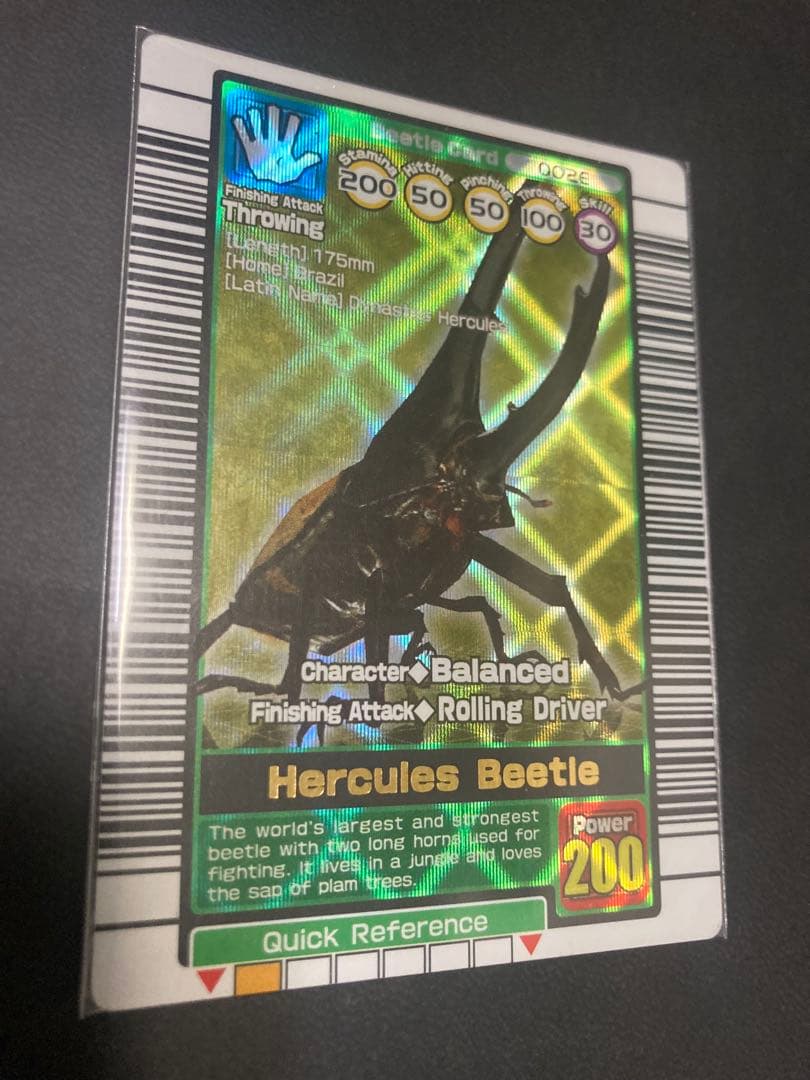 Beetle Card
002E
Finishing Attack
Throwing
Stamina
200
Hitting
50
Pinching
50
Throwing
100
Skill
30
[Length] 175mm
[Home] Brazil
[Latin Name] Dynastes Hercules
Character◆Balanced
Finishing Attack◆Rolling Driver
Hercules Beetle
The world's largest and strongest
beetle with two long horns used for
fighting. It lives in a jungle and loves
the sap of plam trees.
Power
200
Quick Reference